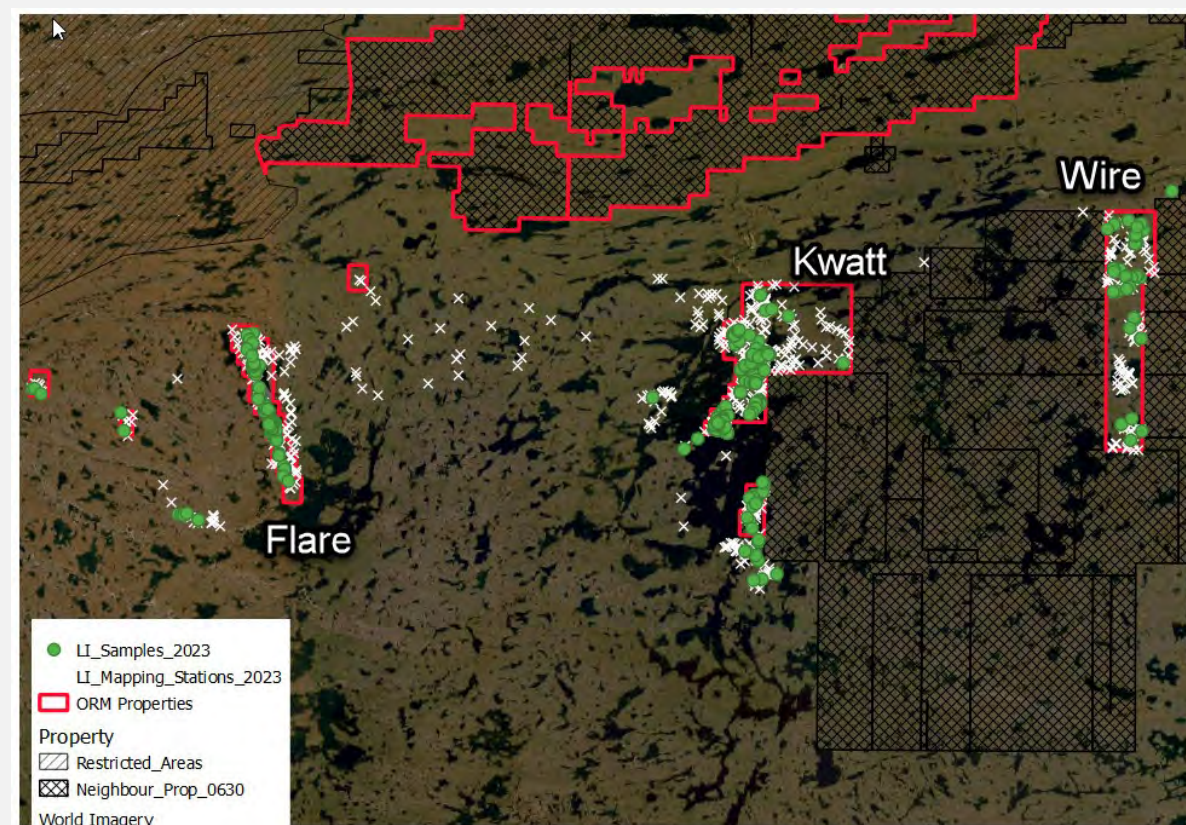 Wire
Kwatt
Flare
LI_Samples_2023
LI_Mapping_Stations_2023
ORM Properties
Property
Restricted_Areas
Neighbour_Prop_0630
World Imagery